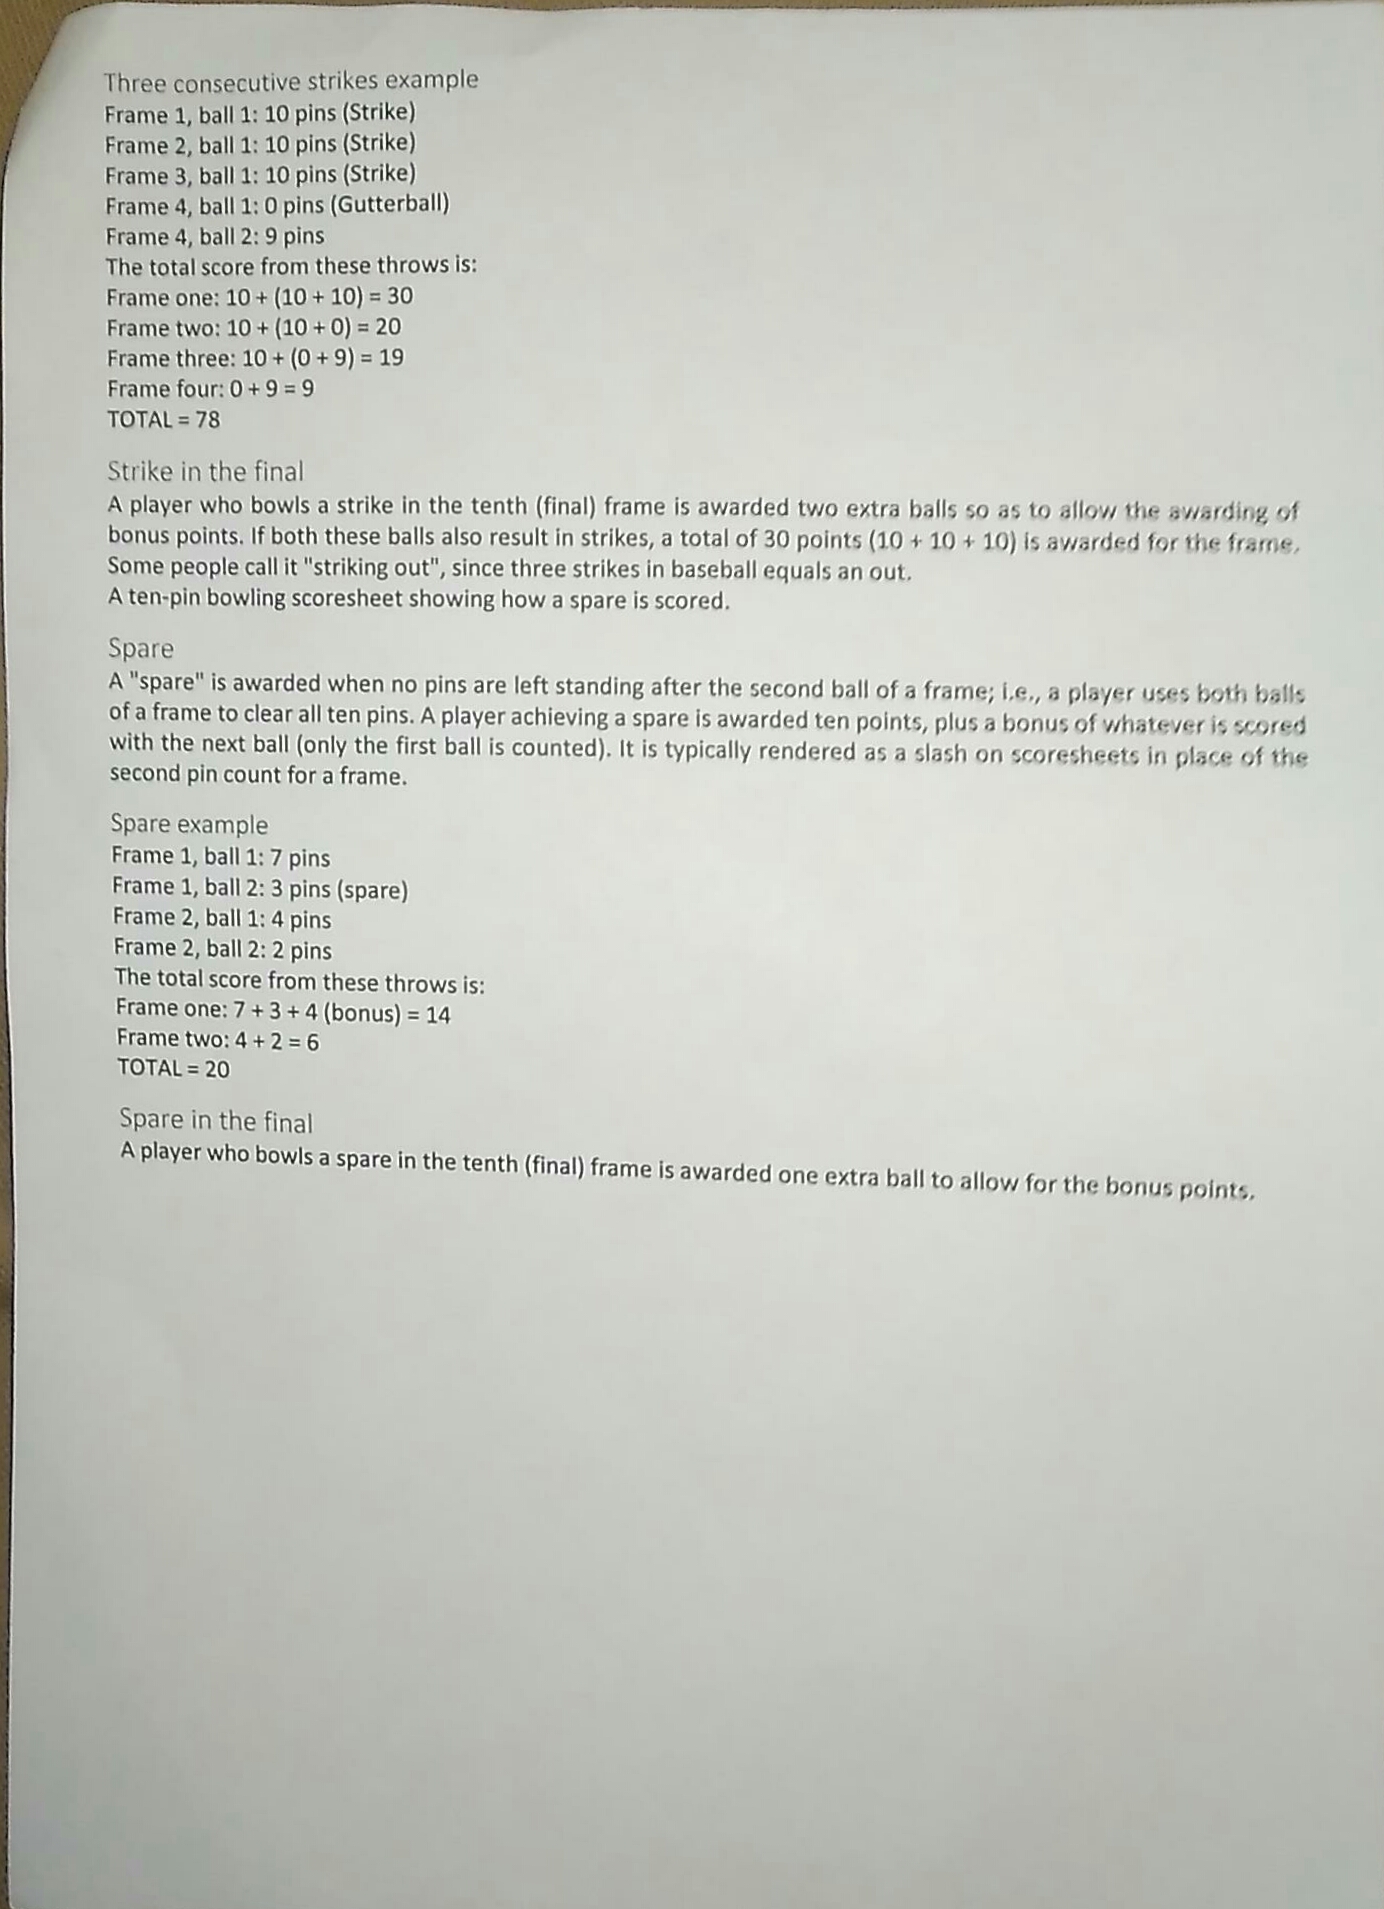 Three consecutive strikes example
Frame 1, ball 1: 10 pins (Strike)
Frame 2, ball 1: 10 pins (Strike)
Frame 3, ball 1: 10 pins (Strike)
Frame 4, ball 1: 0 pins (Gutterball)
Frame 4, ball 2: 9 pins
The total score from these throws is:
Frame one: 10 + (10 + 10) = 30
Frame two: 10 + (10 + 0) = 20
Frame three: 10 + (0 + 9) = 19
Frame four: 0 + 9 = 9
TOTAL = 78
Strike in the final
A player who bowls a strike in the tenth (final) frame is awarded two extra balls so as to allow the awarding of
bonus points. If both these balls also result in strikes, a total of 30 points (10 + 10 + 10) is awarded for the frame.
Some people call it "striking out", since three strikes in baseball equals an out.
A ten-pin bowling scoresheet showing how a spare is scored.
Spare
A "spare" is awarded when no pins are left standing after the second ball of a frame; i.e., a player uses both balls
of a frame to clear all ten pins. A player achieving a spare is awarded ten points, plus a bonus of whatever is scored
with the next ball (only the first ball is counted). It is typically rendered as a slash on scoresheets in place of the
second pin count for a frame.
Spare example
Frame 1, ball 1: 7 pins
Frame 1, ball 2: 3 pins (spare)
Frame 2, ball 1: 4 pins
Frame 2, ball 2: 2 pins
The total score from these throws is:
Frame one: 7 + 3 + 4 (bonus) = 14
Frame two: 4 + 2 = 6
TOTAL = 20
Spare in the final
A player who bowls a spare in the tenth (final) frame is awarded one extra ball to allow for the bonus points.